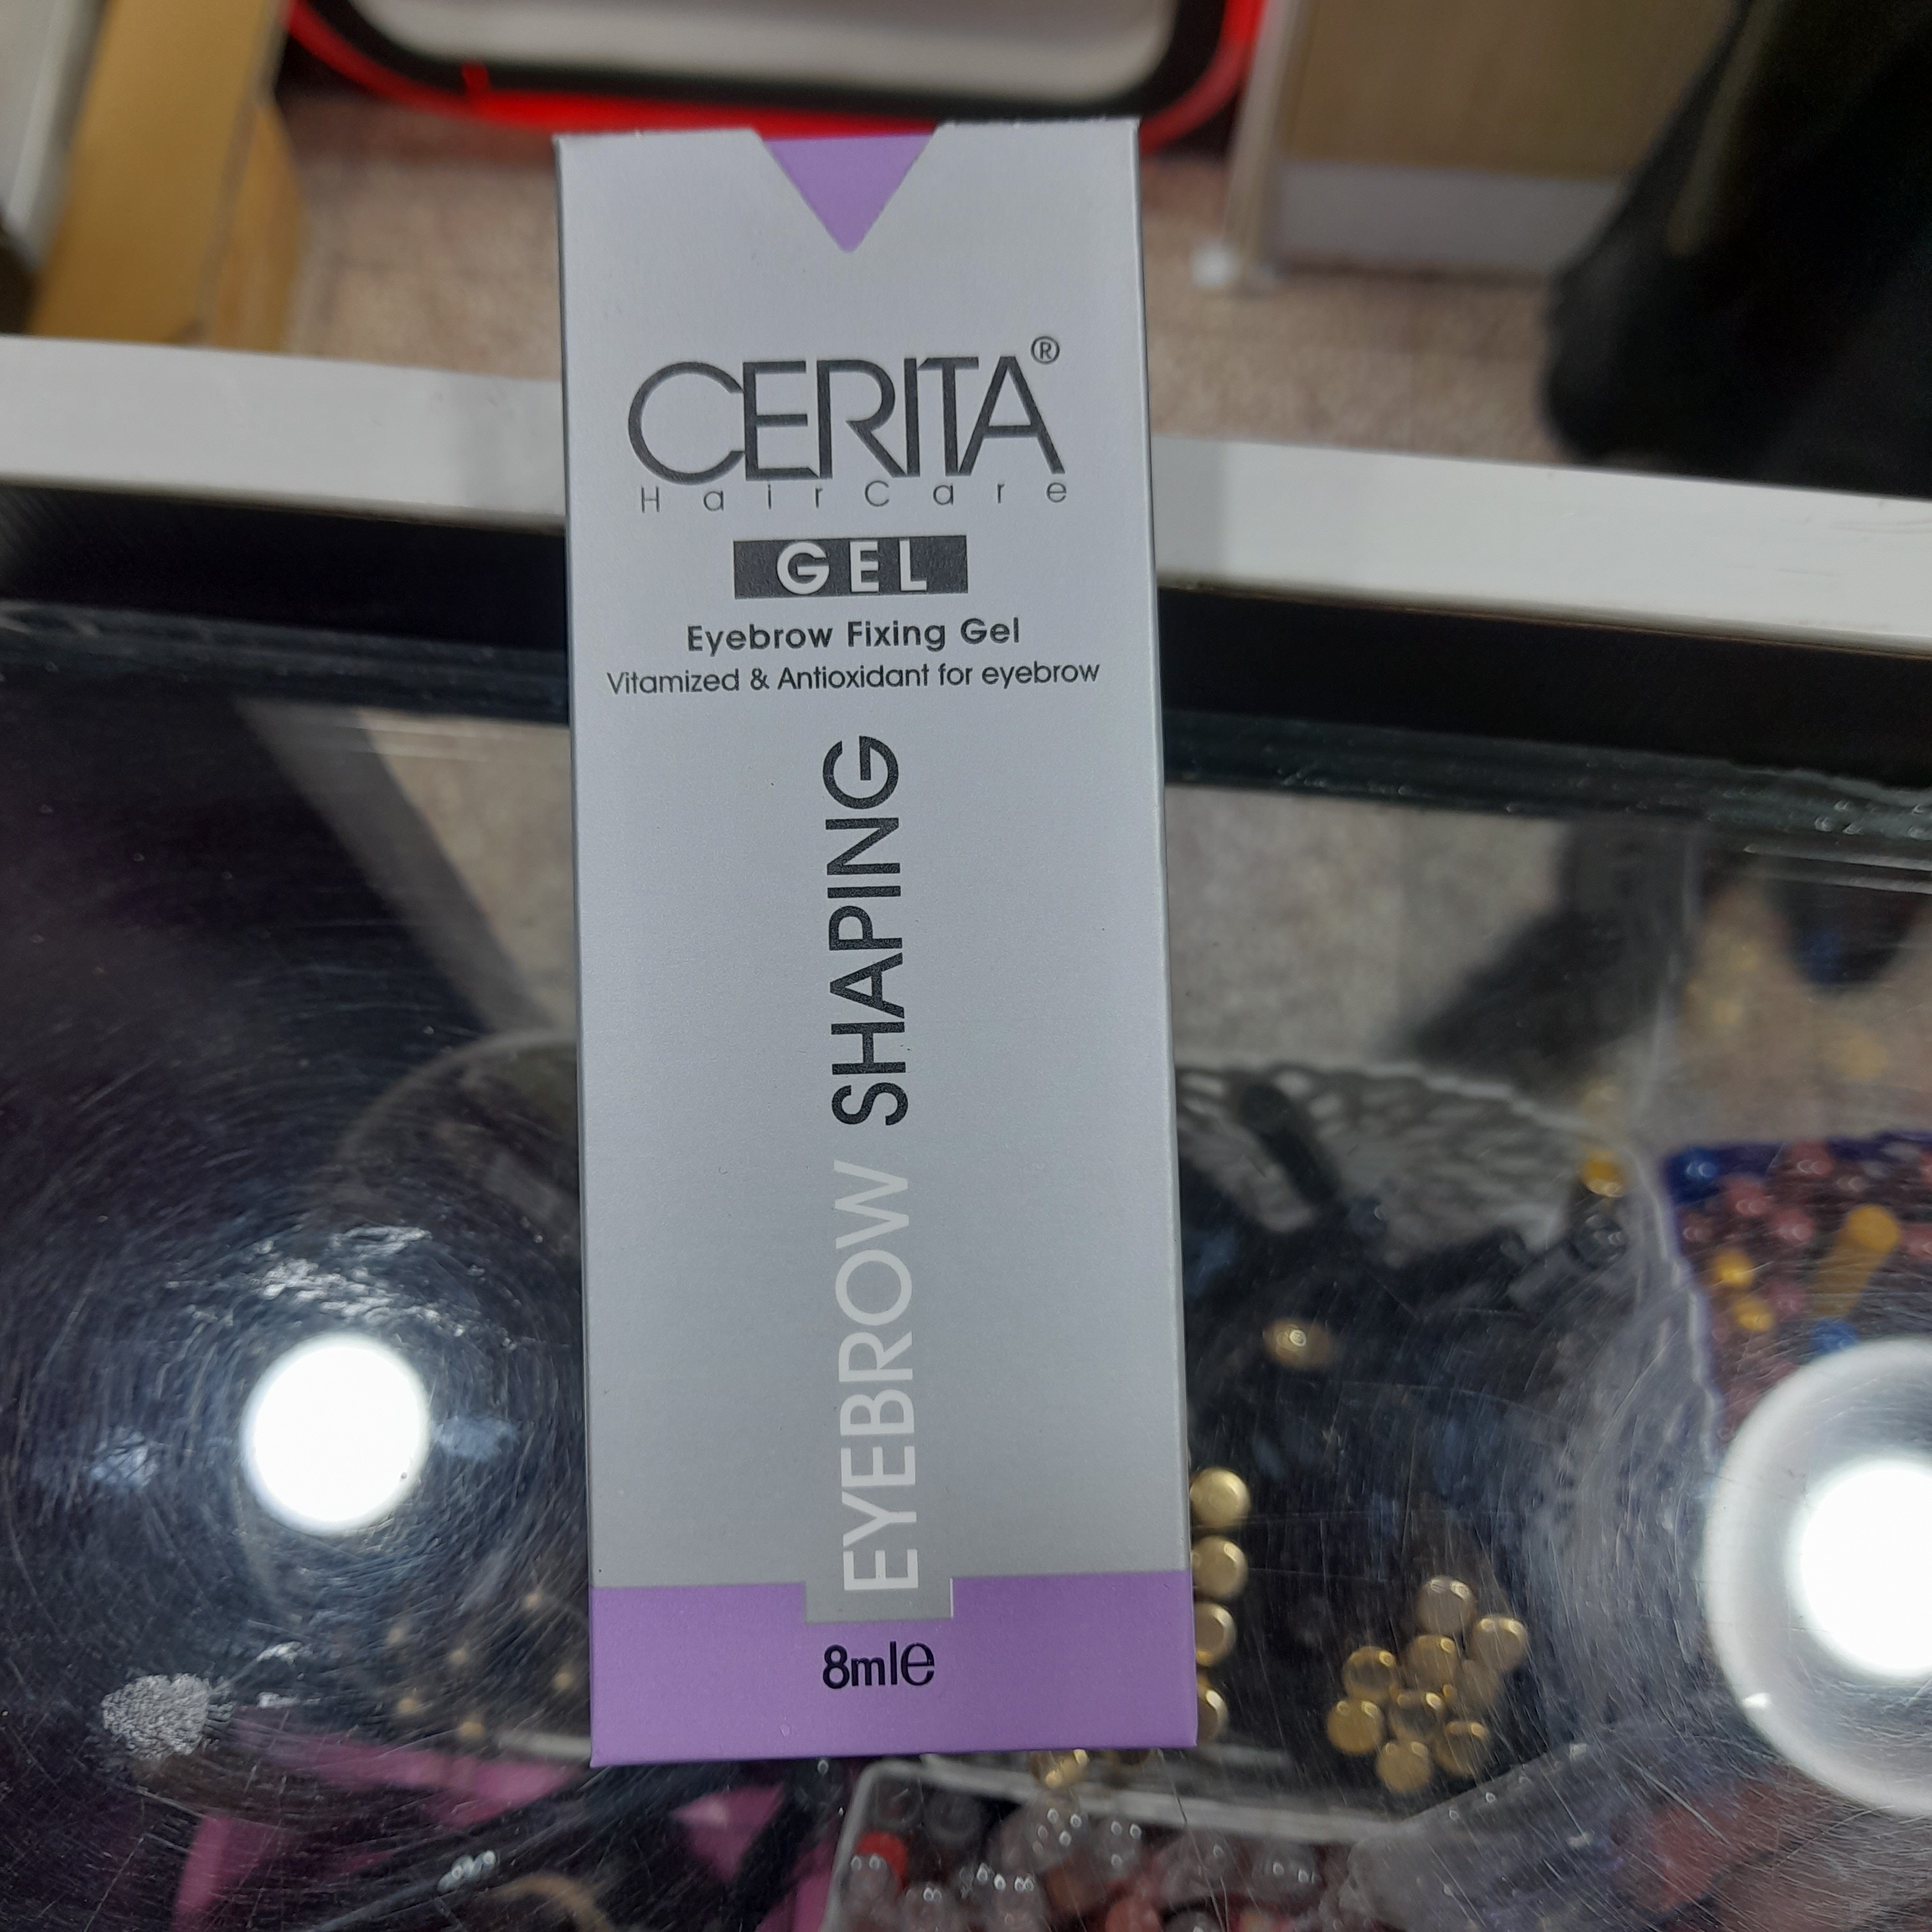 CERITA®
HairCare
GEL
Eyebrow Fixing Gel
Vitamized & Antioxidant for eyebrow
EYEBROW SHAPING
8ml℮